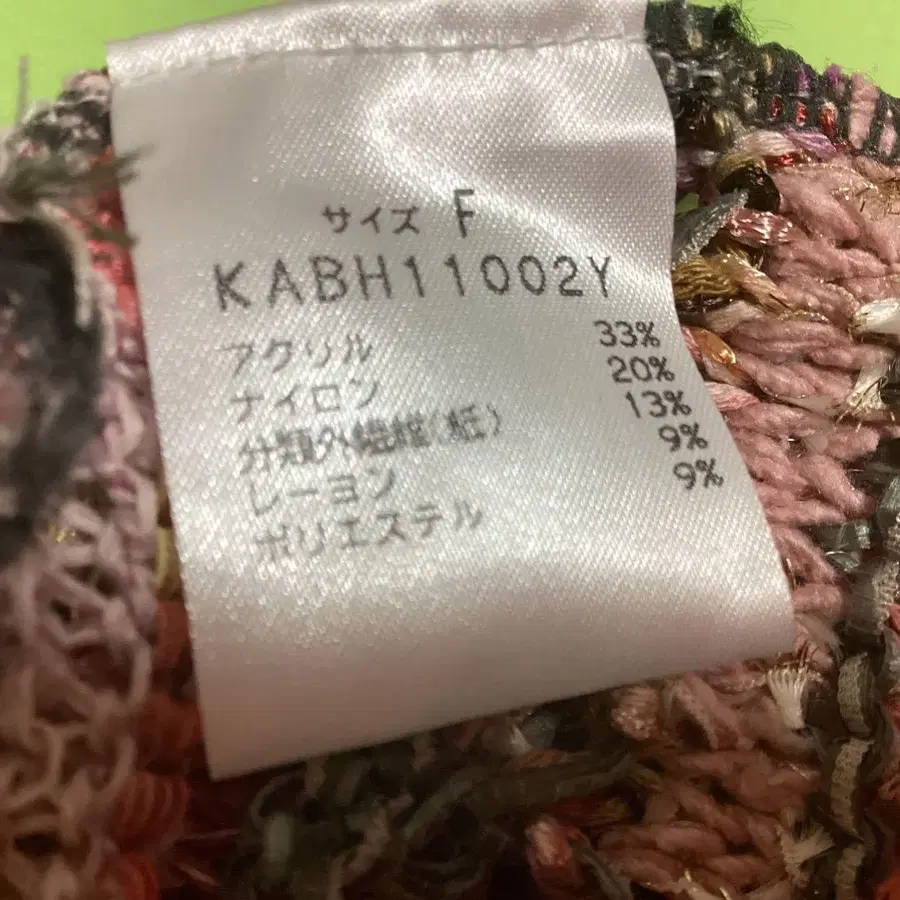 サイズ F
KABH11002Y
アクリル 33%
ナイロン 20%
分類外繊維(紙) 13%
レーヨン 9%
ポリエステル 9%